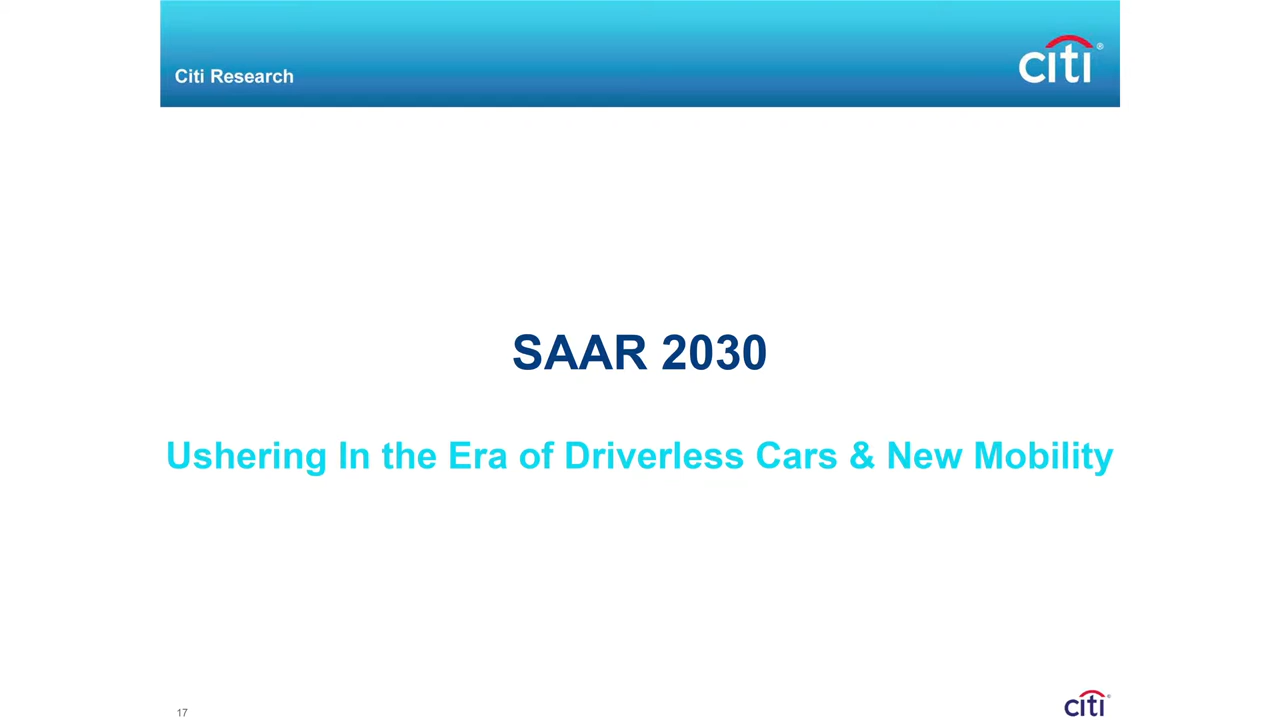 Citi Research
citi®
SAAR 2030
Ushering In the Era of Driverless Cars & New Mobility
17
citi®